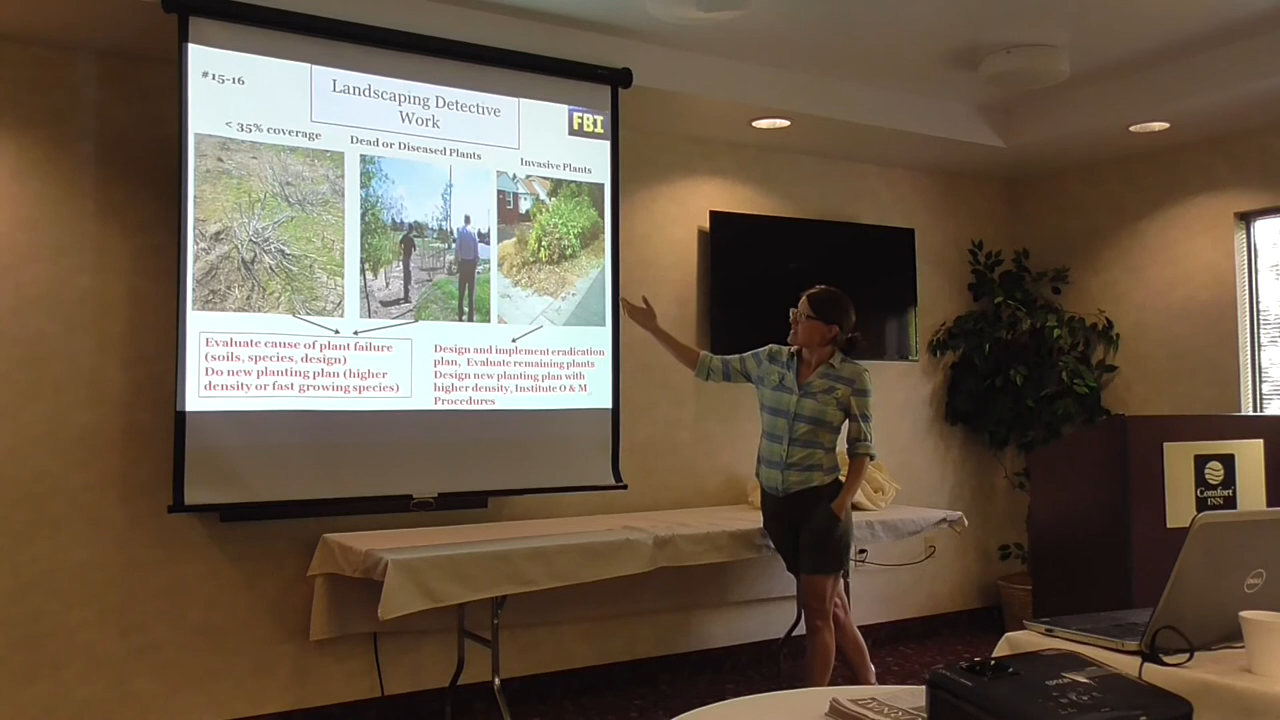 #15-16
Landscaping Detective
Work
FBI
< 35% coverage
Dead or Diseased Plants
Invasive Plants
Evaluate cause of plant failure
(soils, species, design)
Do new planting plan (higher
density or fast growing species)
Design and implement eradication
plan, Evaluate remaining plants
Design new planting plan with
higher density, Institute O & M
Procedures
Comfort
INN
DELL